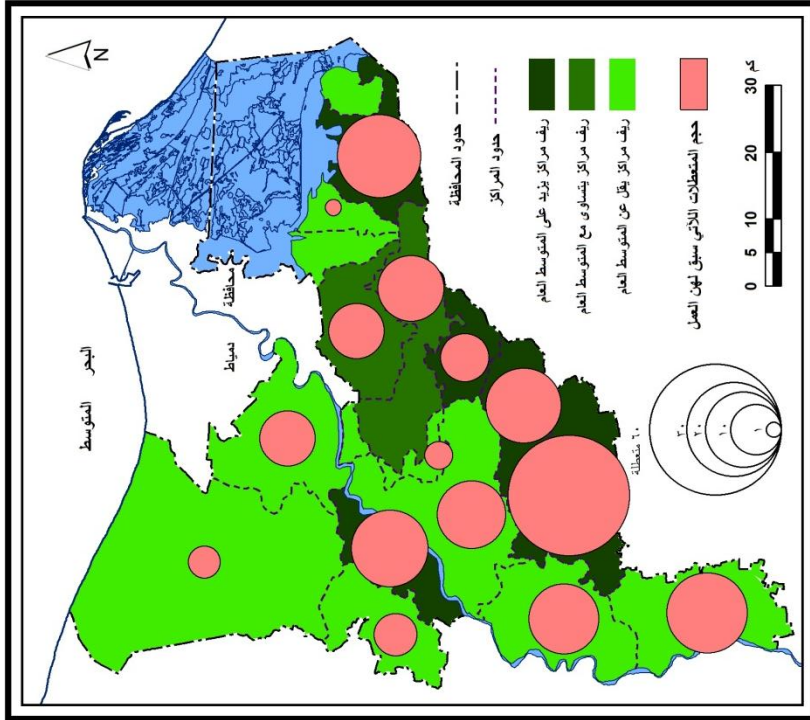 N
البحر المتوسط
محافظة
دمياط
حدود المحافظة
حدود المراكز
ريف مراكز يزيد على المتوسط العام
ريف مراكز يتساوى مع المتوسط العام
ريف مراكز يقل عن المتوسط العام
حجم المتعطلات اللاتي سبق لهن العمل
0 5 10 20 30 كم
٦٠ متعطلة
٣٠
٢٠
١٠
١